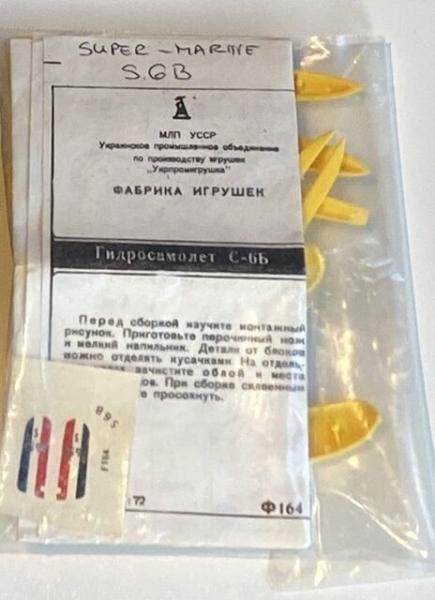 SUPER-MARINE
S.6B
МЛП УССР
Украинское промышленное объединение
по производству игрушек
„Укрпромигрушка"
ФАБРИКА ИГРУШЕК
Гидросамолет С-6Б
Перед сборкой изучите монтажный
рисунок. Приготовьте перочинный нож
и мелкий напильник. Детали от блоков
можно отделять кусачками. На отдель-
зачистите облой и места
ов. При сборке склеенным
просохнуть.
F164
72
Ф164